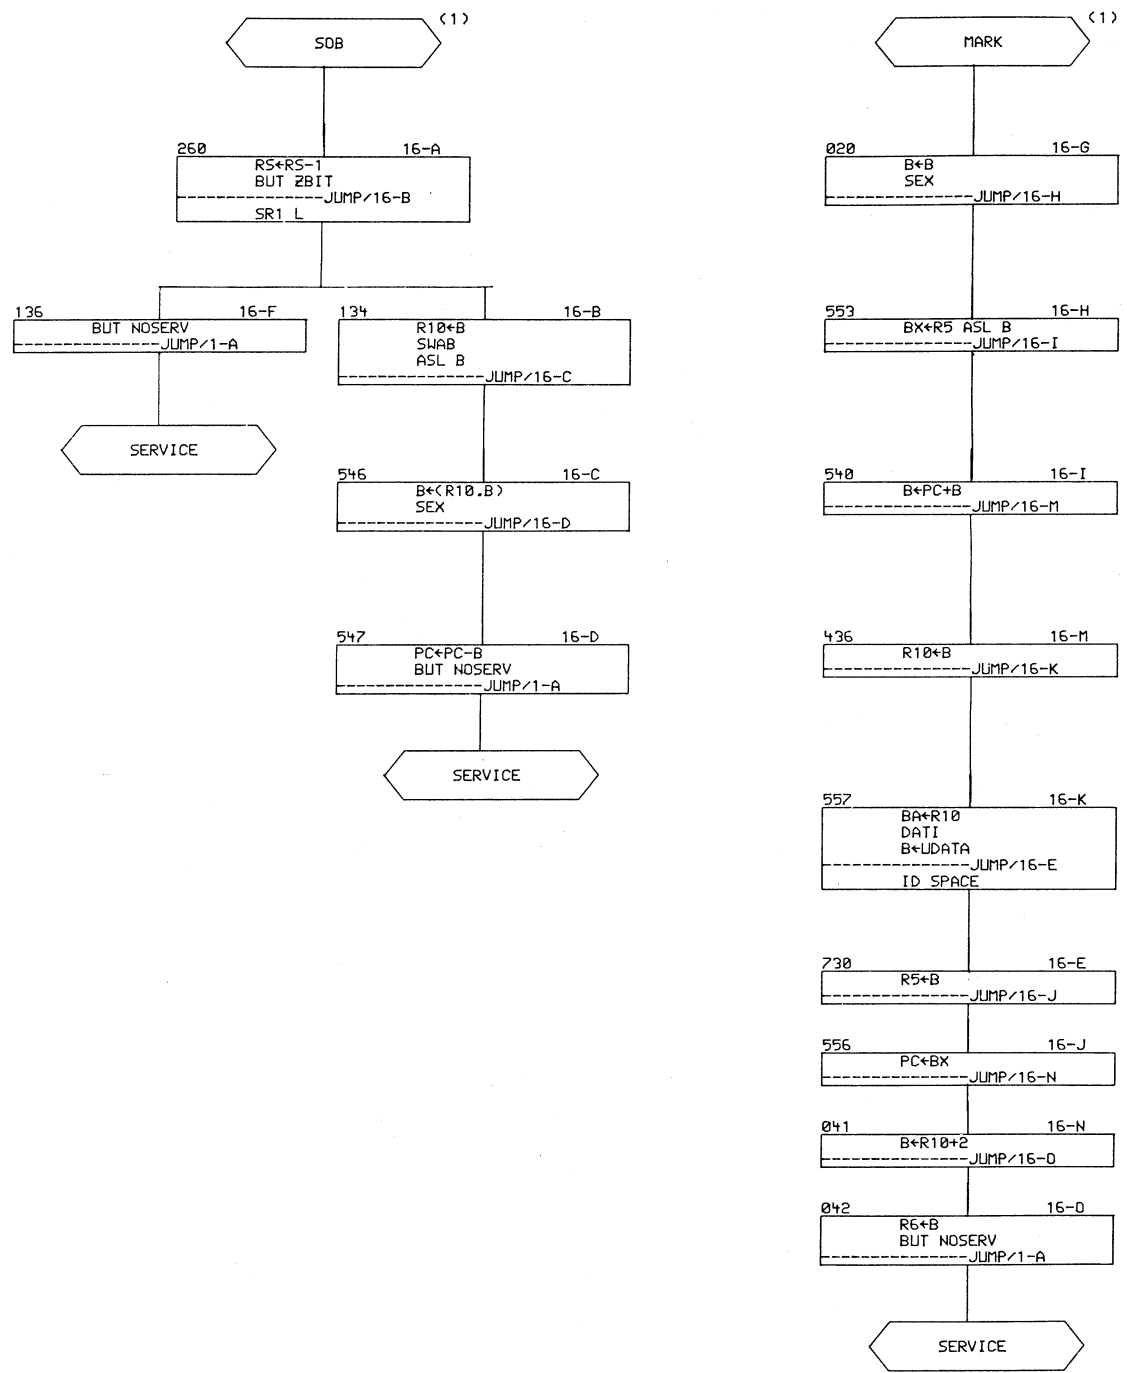 (1)
SOB
260 16-A
RS←RS-1
BUT ZBIT
JUMP/16-B
SR1 L
136 16-F
BUT NOSERV
JUMP/1-A
SERVICE
134 16-B
R10←B
SWAB
ASL B
JUMP/16-C
546 16-C
B←(R10.B)
SEX
JUMP/16-D
547 16-D
PC←PC-B
BUT NOSERV
JUMP/1-A
SERVICE
(1)
MARK
020 16-G
B←B
SEX
JUMP/16-H
553 16-H
BX←R5 ASL B
JUMP/16-I
540 16-I
B←PC+B
JUMP/16-M
436 16-M
R10←B
JUMP/16-K
557 16-K
BA←R10
DATI
B←UDATA
JUMP/16-E
ID SPACE
730 16-E
R5←B
JUMP/16-J
556 16-J
PC←BX
JUMP/16-N
041 16-N
B←R10+2
JUMP/16-O
042 16-O
R6←B
BUT NOSERV
JUMP/1-A
SERVICE